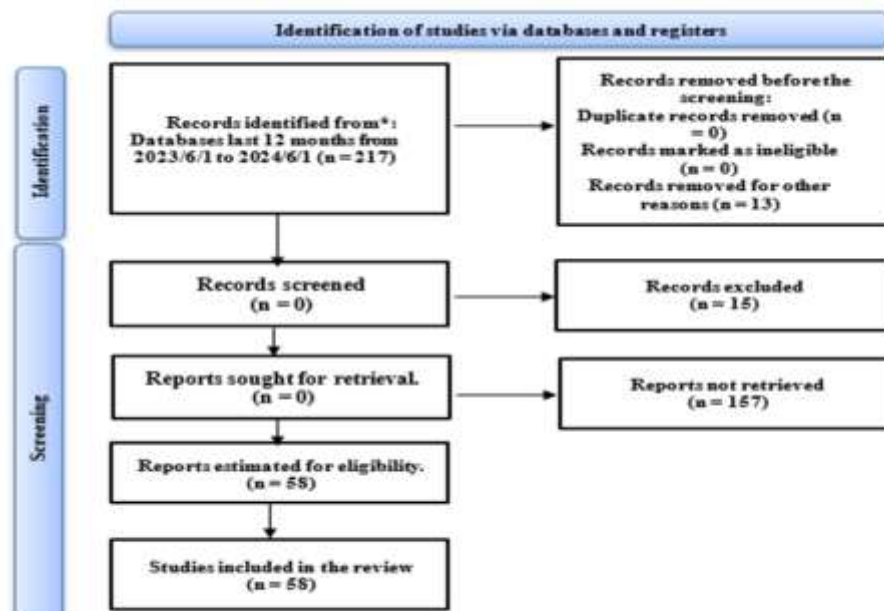 Identification of studies via databases and registers
Identification
Records identified from*:
Databases last 12 months from
2023/6/1 to 2024/6/1 (n = 217)
Records removed before the
screening:
Duplicate records removed (n
= 0)
Records marked as ineligible
(n = 0)
Records removed for other
reasons (n = 13)
Screening
Records screened
(n = 0)
Records excluded
(n = 15)
Reports sought for retrieval.
(n = 0)
Reports not retrieved
(n = 157)
Reports estimated for eligibility.
(n = 58)
Studies included in the review
(n = 58)